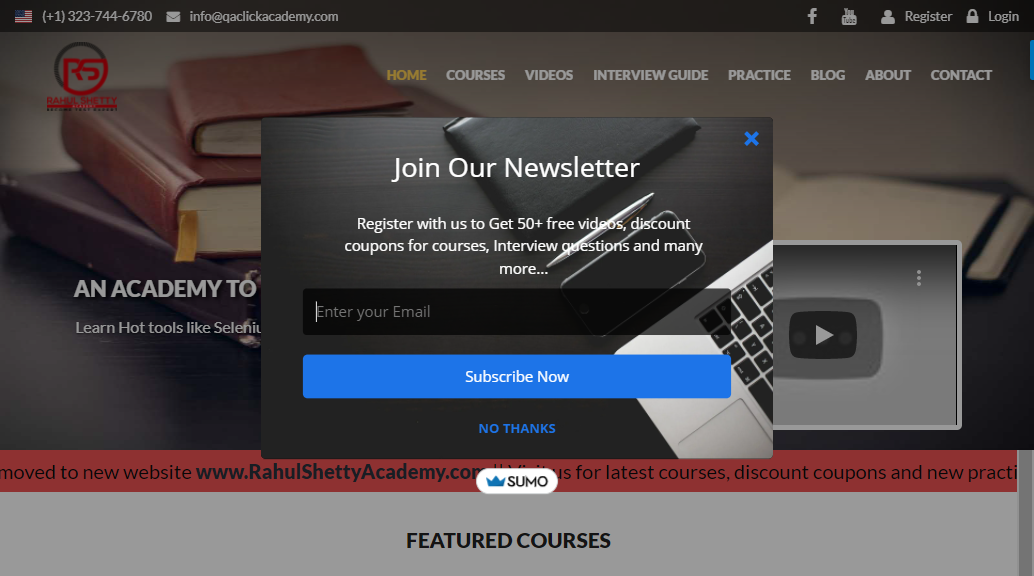 (+1) 323-744-6780 info@qaclickacademy.com Register Login
RS
RAHUL SHETTY
HOME COURSES VIDEOS INTERVIEW GUIDE PRACTICE BLOG ABOUT CONTACT
Join Our Newsletter
Register with us to Get 50+ free videos, discount
coupons for courses, Interview questions and many
more...
AN ACADEMY TO
Learn Hot tools like Seleniu
Enter your Email
Subscribe Now
NO THANKS
moved to new website www.RahulShettyAcademy.com || Visit us for latest courses, discount coupons and new practi
SUMO
FEATURED COURSES